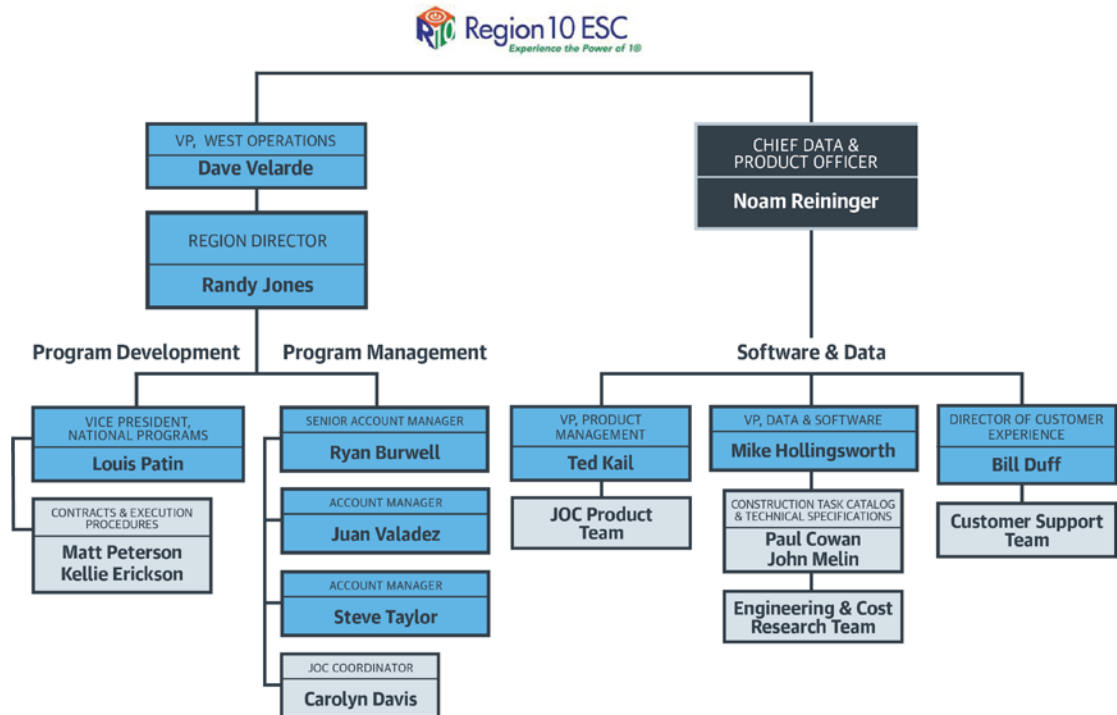 R10 Region 10 ESC
Experience the Power of 10
VP, WEST OPERATIONS
Dave Velarde
REGION DIRECTOR
Randy Jones
CHIEF DATA &
PRODUCT OFFICER
Noam Reininger
Program Development
Program Management
Software & Data
VICE PRESIDENT,
NATIONAL PROGRAMS
Louis Patin
CONTRACTS & EXECUTION
PROCEDURES
Matt Peterson
Kellie Erickson
SENIOR ACCOUNT MANAGER
Ryan Burwell
ACCOUNT MANAGER
Juan Valadez
ACCOUNT MANAGER
Steve Taylor
JOC COORDINATOR
Carolyn Davis
VP, PRODUCT
MANAGEMENT
Ted Kail
JOC Product
Team
VP, DATA & SOFTWARE
Mike Hollingsworth
CONSTRUCTION TASK CATALOG
& TECHNICAL SPECIFICATIONS
Paul Cowan
John Melin
Engineering & Cost
Research Team
DIRECTOR OF CUSTOMER
EXPERIENCE
Bill Duff
Customer Support
Team